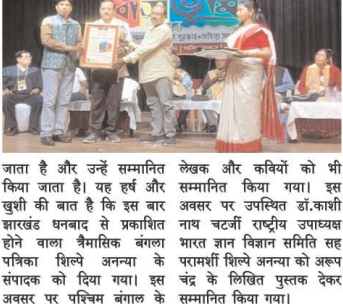 जाता है और उन्हें सम्मानित
किया जाता है। यह हर्ष और
खुशी की बात है कि इस बार
झारखंड धनबाद से प्रकाशित
होने वाला त्रैमासिक बंगला
पत्रिका शिल्पे अनन्या के
संपादक को दिया गया। इस
अवसर पर पश्चिम बंगाल के
लेखक और कवियों को भी
सम्मानित किया गया। इस
अवसर पर उपस्थित डॉ.काशी
नाथ चटर्जी राष्ट्रीय उपाध्यक्ष
भारत ज्ञान विज्ञान समिति सह
परामर्शी शिल्पे अनन्या को अरूप
चंद्र के लिखित पुस्तक देकर
सम्मानित किया गया।